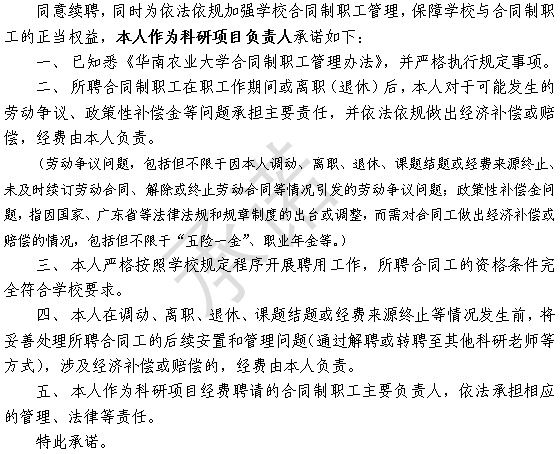 同意续聘，同时为依法依规加强学校合同制职工管理，保障学校与合同制职
工的正当权益，本人作为科研项目负责人承诺如下：
一、 已知悉《华南农业大学合同制职工管理办法》，并严格执行规定事项。
二、 所聘合同制职工在职工作期间或离职（退休）后，本人对于可能发生的
劳动争议、政策性补偿金等问题承担主要责任，并依法依规做出经济补偿或赔
偿，经费由本人负责。
（劳动争议问题，包括但不限于因本人调动、离职、退休、课题结题或经费来源终止、
未及时续订劳动合同、解除或终止劳动合同等情况引发的劳动争议问题；政策性补偿金问
题，指因国家、广东省等法律法规和规章制度的出台或调整，而需对合同工做出经济补偿或
赔偿的情况，包括但不限于“五险一金”、职业年金等。）
三、 本人严格按照学校规定程序开展聘用工作，所聘合同工的资格条件完
全符合学校要求。
四、 本人在调动、离职、退休、课题结题或经费来源终止等情况发生前，将
妥善处理所聘合同工的后续安置和管理问题（通过解聘或转聘至其他科研老师等
方式），涉及经济补偿或赔偿的，经费由本人负责。
五、 本人作为科研项目经费聘请的合同制职工主要负责人，依法承担相应
的管理、法律等责任。
特此承诺。
承诺